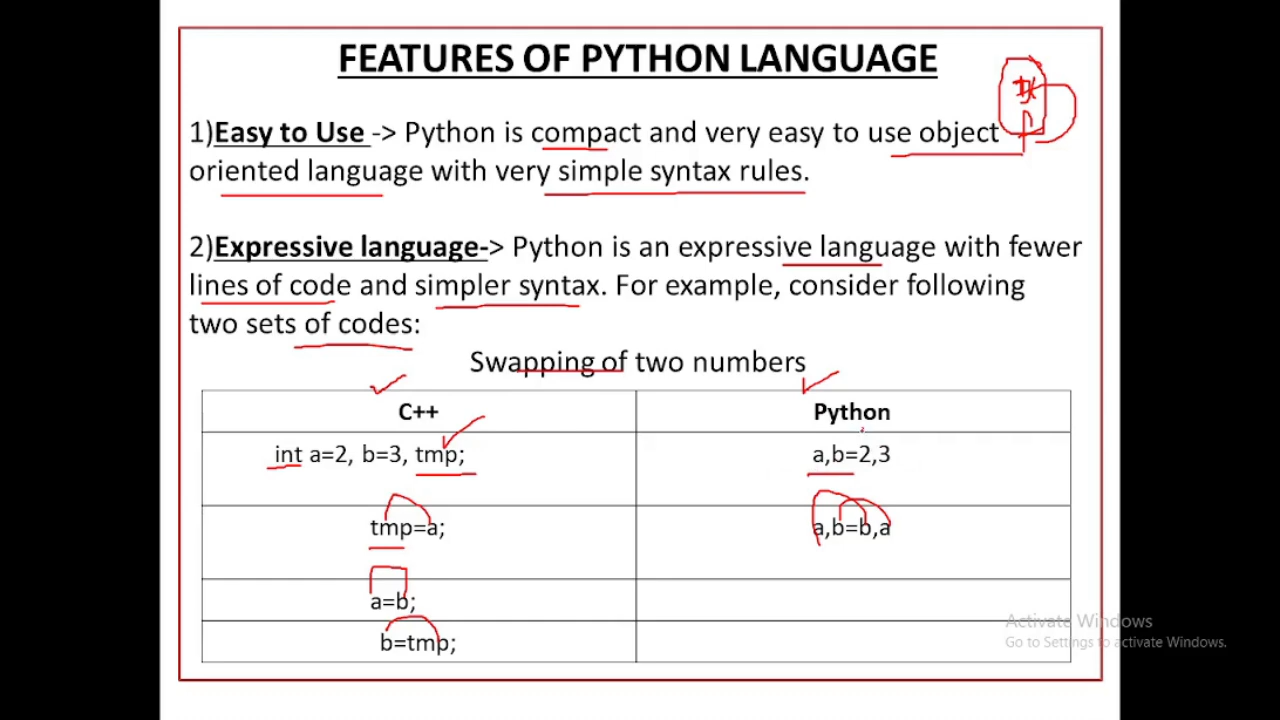 FEATURES OF PYTHON LANGUAGE
1)Easy to Use -> Python is compact and very easy to use object
oriented language with very simple syntax rules.
2)Expressive language-> Python is an expressive language with fewer
lines of code and simpler syntax. For example, consider following
two sets of codes:
Swapping of two numbers
C++ Python
int a=2, b=3, tmp; a,b=2,3
tmp=a; a,b=b,a
a=b;
b=tmp;
Activate Windows
Go to Settings to activate Windows.